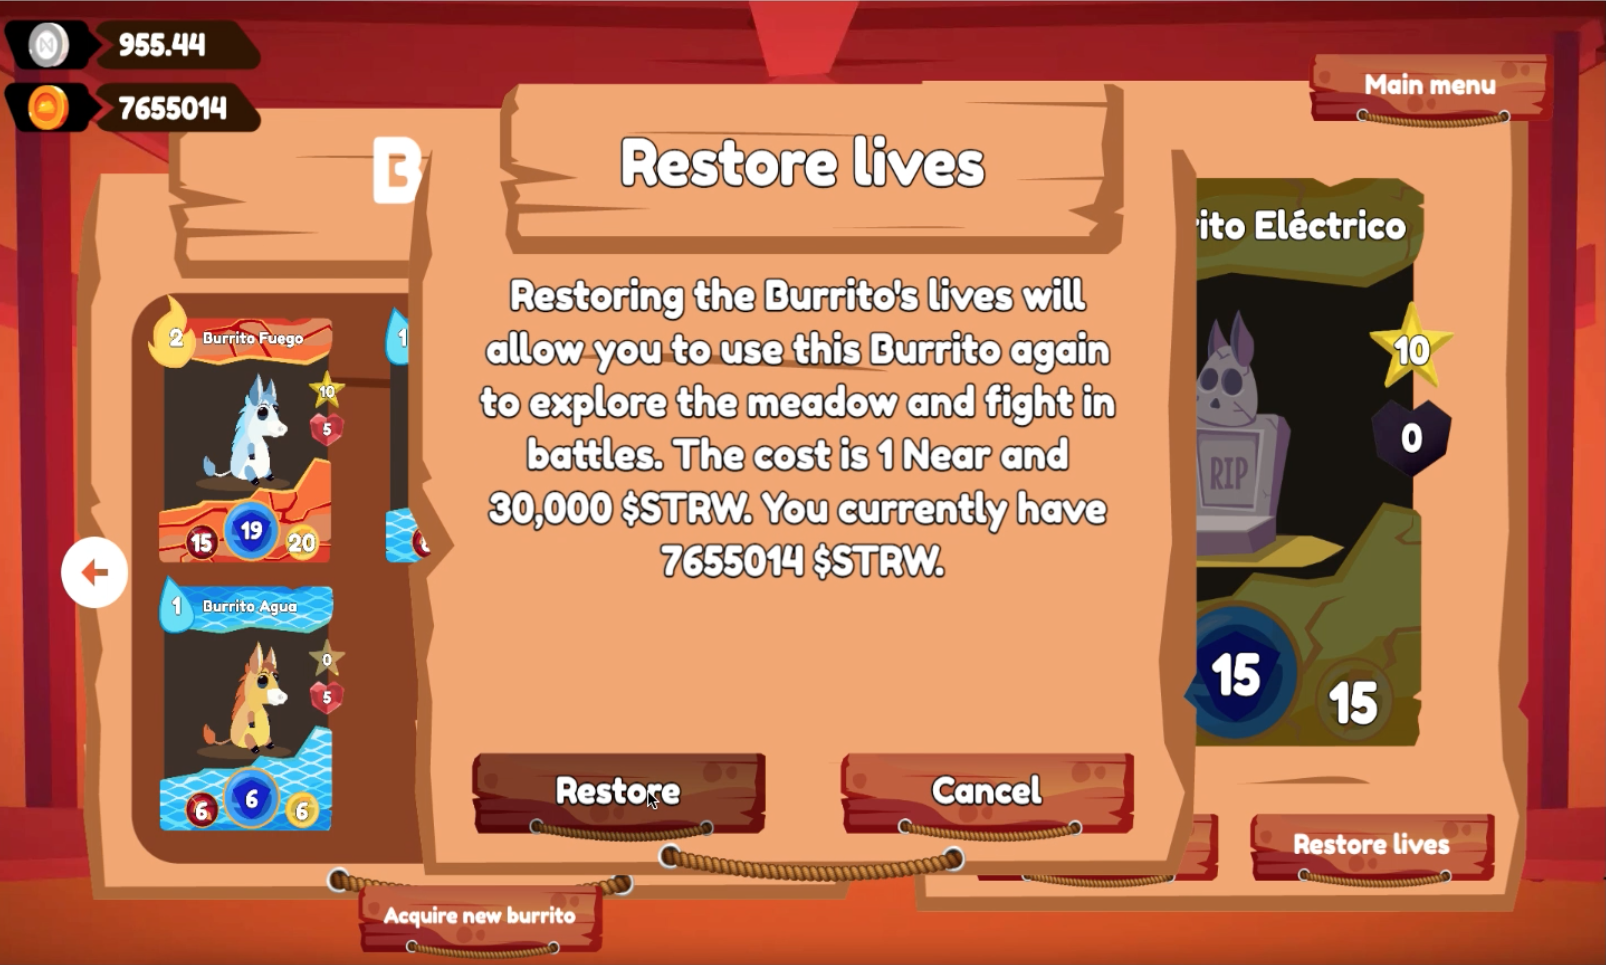 955.44
7655014
Main menu
B
Restore lives
rito Eléctrico
Restoring the Burrito's lives will
allow you to use this Burrito again
to explore the meadow and fight in
battles. The cost is 1 Near and
30,000 $STRW. You currently have
7655014 $STRW.
2
Burrito Fuego
10
5
15
19
20
1
1
Burrito Agua
0
5
6
6
6
10
0
RIP
15
15
Restore
Cancel
Restore lives
Acquire new burrito